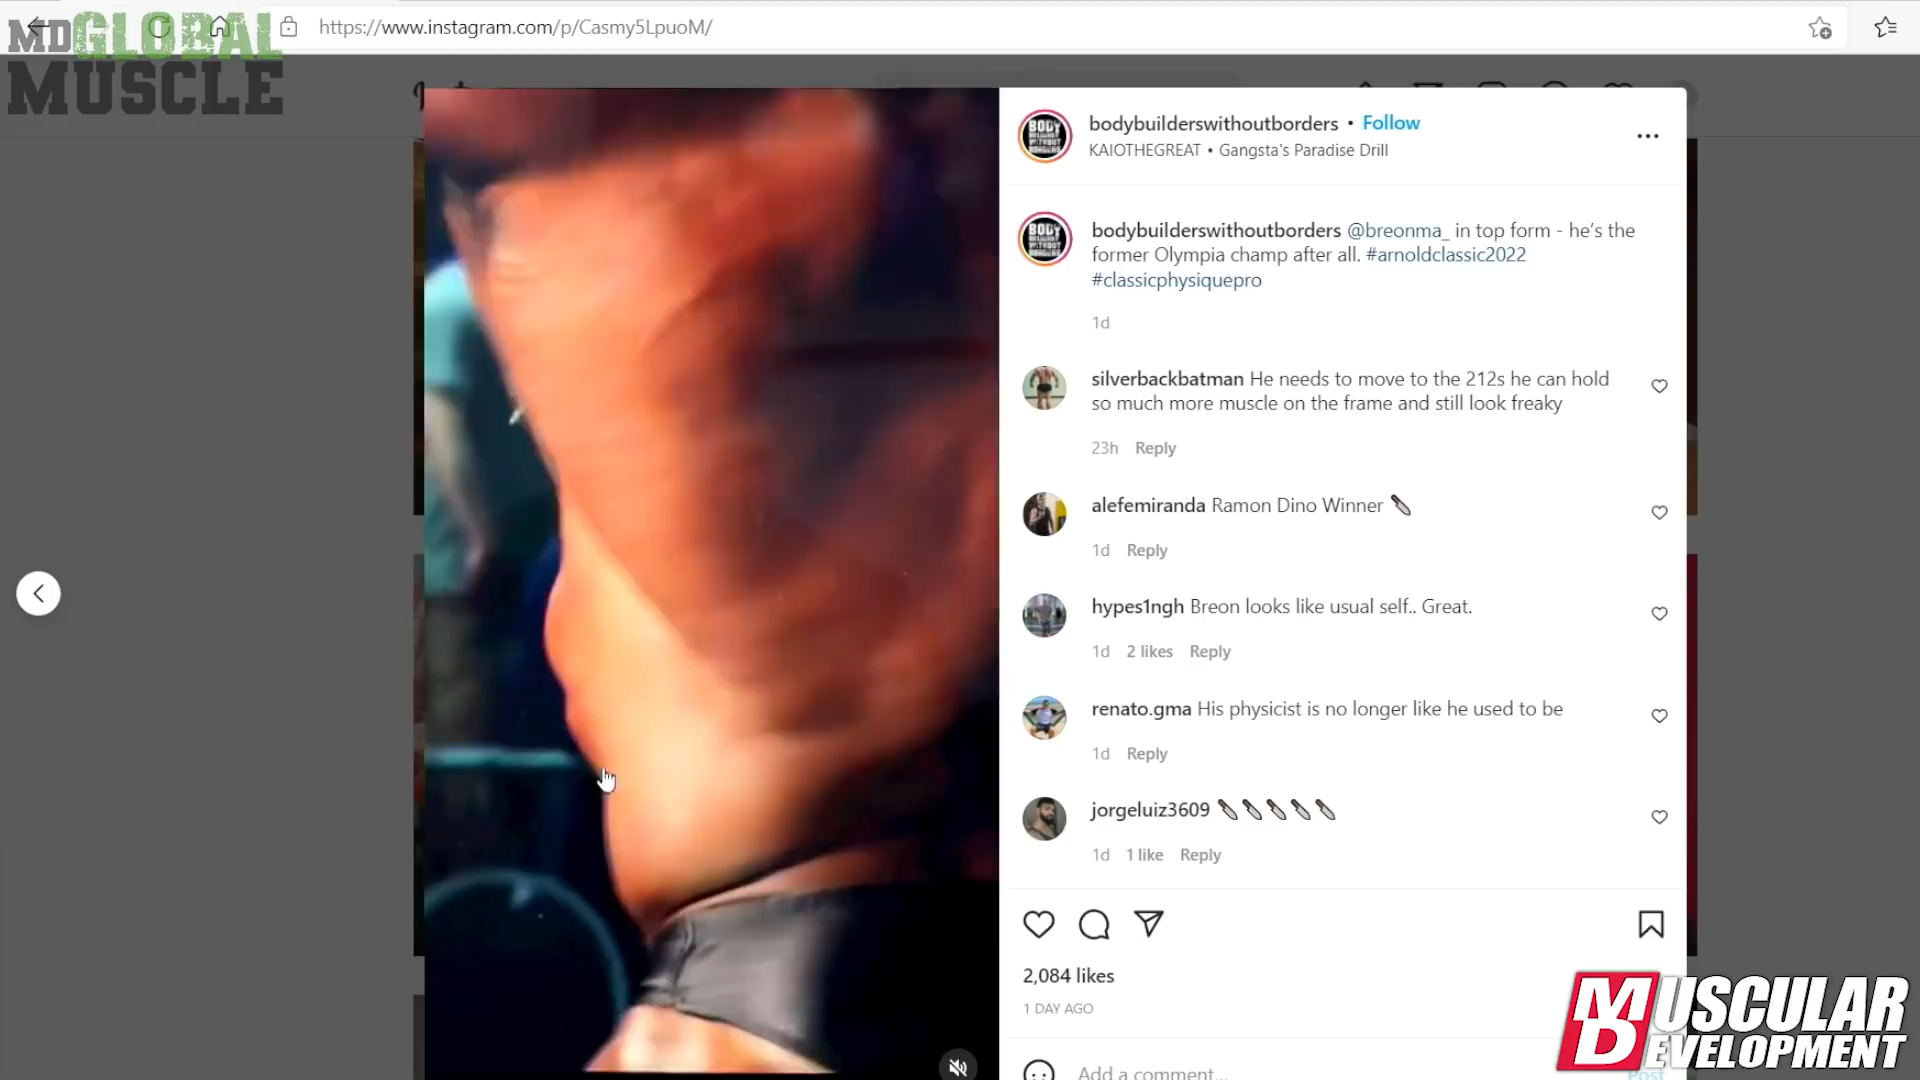 MDGLOBAL
MUSCLE
https://www.instagram.com/p/Casmy5LpuoM/
bodybuilderswithoutborders • Follow
KAIOTHEGREAT • Gangsta's Paradise Drill
bodybuilderswithoutborders @breonma_ in top form - he’s the
former Olympia champ after all. #arnoldclassic2022
#classicphysiquepro
1d
silverbackbatman He needs to move to the 212s he can hold
so much more muscle on the frame and still look freaky
23h Reply
alefemiranda Ramon Dino Winner 🔪
1d Reply
hypes1ngh Breon looks like usual self.. Great.
1d 2 likes Reply
renato.gma His physicist is no longer like he used to be
1d Reply
jorgeluiz3609 🔪🔪🔪🔪🔪
1d 1 like Reply
2,084 likes
1 DAY AGO
Add a comment...
Post
MUSCULAR
DEVELOPMENT